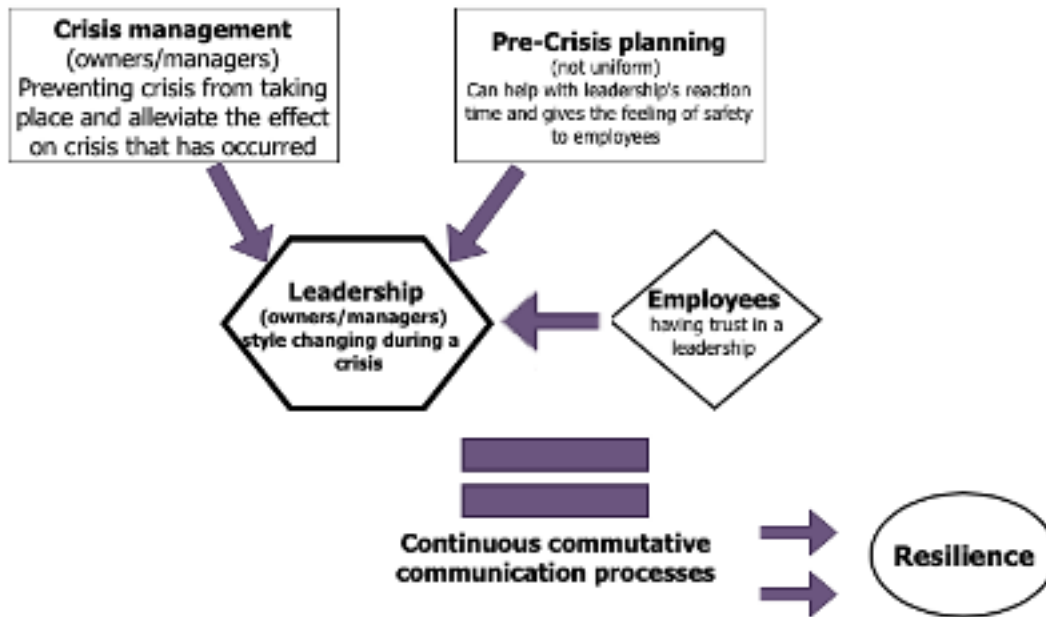 Crisis management
(owners/managers)
Preventing crisis from taking
place and alleviate the effect
on crisis that has occurred
Pre-Crisis planning
(not uniform)
Can help with leadership's reaction
time and gives the feeling of safety
to employees
Leadership
(owners/managers)
style changing during a
crisis
Employees
having trust in a
leadership
Continuous commutative
communication processes
Resilience